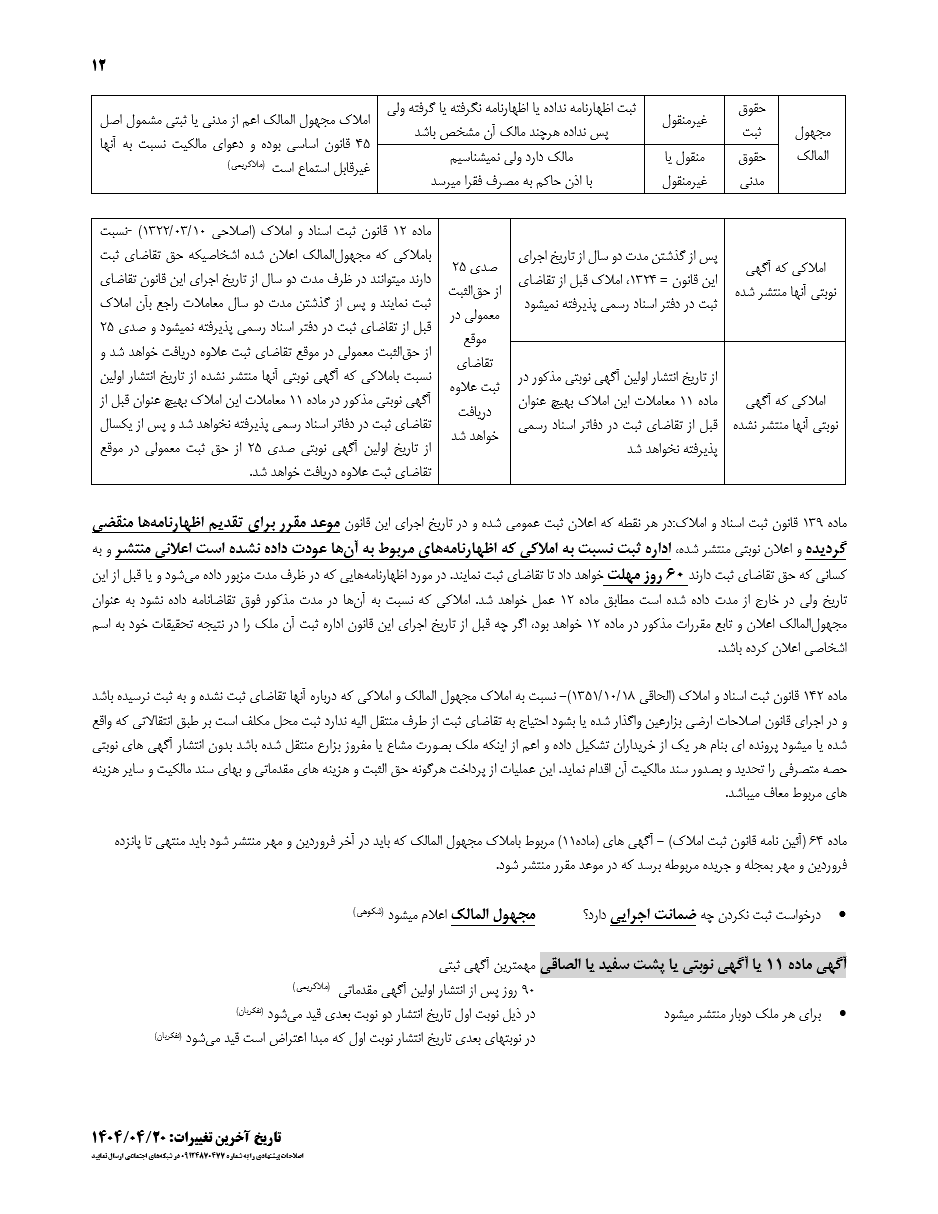 ۱۲
مجهول
المالک
حقوق
ثبت
غیرمنقول
ثبت اظهارنامه نداده یا اظهارنامه نگرفته یا گرفته ولی
پس نداده هرچند مالک آن مشخص باشد
حقوق
مدنی
منقول یا
غیرمنقول
مالک دارد ولی نمیشناسیم
با اذن حاکم به مصرف فقرا میرسد
املاک مجهول المالک اعم از مدنی یا ثبتی مشمول اصل
۴۵ قانون اساسی بوده و دعوای مالکیت نسبت به آنها
غیرقابل استماع است (ملاکریمی)
املاکی که آگهی
نوبتی آنها منتشر شده
پس از گذشتن مدت دو سال از تاریخ اجرای
این قانون = ۱۳۲۴، املاک قبل از تقاضای
ثبت در دفتر اسناد رسمی پذیرفته نمیشود
املاکی که آگهی
نوبتی آنها منتشر نشده
از تاریخ انتشار اولین آگهی نوبتی مذکور در
ماده ۱۱ معاملات این املاک بهیچ عنوان
قبل از تقاضای ثبت در دفاتر اسناد رسمی
پذیرفته نخواهد شد
صدی ۲۵
از حق‌الثبت
معمولی در
موقع
تقاضای
ثبت علاوه
دریافت
خواهد شد
ماده ۱۲ قانون ثبت اسناد و املاک (اصلاحی ۱۳۲۲/۰۳/۱۰) -نسبت
باملاکی که مجهول‌المالک اعلان شده اشخاصیکه حق تقاضای ثبت
دارند میتوانند در ظرف مدت دو سال از تاریخ اجرای این قانون تقاضای
ثبت نمایند و پس از گذشتن مدت دو سال معاملات راجع بآن املاک
قبل از تقاضای ثبت در دفتر اسناد رسمی پذیرفته نمیشود و صدی ۲۵
از حق‌الثبت معمولی در موقع تقاضای ثبت علاوه دریافت خواهد شد و
نسبت باملاکی که آگهی نوبتی آنها منتشر نشده از تاریخ انتشار اولین
آگهی نوبتی مذکور در ماده ۱۱ معاملات این املاک بهیچ عنوان قبل از
تقاضای ثبت در دفاتر اسناد رسمی پذیرفته نخواهد شد و پس از یکسال
از تاریخ اولین آگهی نوبتی صدی ۲۵ از حق ثبت معمولی در موقع
تقاضای ثبت علاوه دریافت خواهد شد.
ماده ۱۳۹ قانون ثبت اسناد و املاک:در هر نقطه که اعلان ثبت عمومی شده و در تاریخ اجرای این قانون موعد مقرر برای تقدیم اظهارنامه‌ها منقضی
گردیده و اعلان نوبتی منتشر شده، اداره ثبت نسبت به املاکی که اظهارنامه‌های مربوط به آن‌ها عودت داده نشده است اعلانی منتشر و به
کسانی که حق تقاضای ثبت دارند ۶۰ روز مهلت خواهد داد تا تقاضای ثبت نمایند. در مورد اظهارنامه‌هایی که در ظرف مدت مزبور داده می‌شود و یا قبل از این
تاریخ ولی در خارج از مدت داده شده است مطابق ماده ۱۲ عمل خواهد شد. املاکی که نسبت به آن‌ها در مدت مذکور فوق تقاضانامه داده نشود به عنوان
مجهول‌المالک اعلان و تابع مقررات مذکور در ماده ۱۲ خواهد بود، اگر چه قبل از تاریخ اجرای این قانون اداره ثبت آن ملک را در نتیجه تحقیقات خود به اسم
اشخاصی اعلان کرده باشد.
ماده ۱۴۲ قانون ثبت اسناد و املاک (الحاقی ۱۳۵۱/۱۰/۱۸)- نسبت به املاک مجهول المالک و املاکی که درباره آنها تقاضای ثبت نشده و به ثبت نرسیده باشد
و در اجرای قانون اصلاحات ارضی بزارعین واگذار شده یا بشود احتیاج به تقاضای ثبت از طرف منتقل الیه ندارد ثبت محل مکلف است بر طبق انتقالاتی که واقع
شده یا میشود پرونده ای بنام هر یک از خریداران تشکیل داده و اعم از اینکه ملک بصورت مشاع یا مفروز بزارع منتقل شده باشد بدون انتشار آگهی های نوبتی
حصه متصرفی را تحدید و بصدور سند مالکیت آن اقدام نماید. این عملیات از پرداخت هرگونه حق الثبت و هزینه های مقدماتی و بهای سند مالکیت و سایر هزینه
های مربوط معاف میباشد.
ماده ۶۴ (آئین نامه قانون ثبت املاک) - آگهی های (ماده۱۱) مربوط باملاک مجهول المالک که باید در آخر فروردین و مهر منتشر شود باید منتهی تا پانزده
فروردین و مهر بمجله و جریده مربوطه برسد که در موعد مقرر منتشر شود.
• درخواست ثبت نکردن چه ضمانت اجرایی دارد؟ مجهول المالک اعلام میشود (شکوهی)
آگهی ماده ۱۱ یا آگهی نوبتی یا پشت سفید یا الصاقی مهمترین آگهی ثبتی
۹۰ روز پس از انتشار اولین آگهی مقدماتی (ملاکریمی)
• برای هر ملک دوبار منتشر میشود در ذیل نوبت اول تاریخ انتشار دو نوبت بعدی قید می‌شود (تفکریان)
در نوبتهای بعدی تاریخ انتشار نوبت اول که مبدا اعتراض است قید می‌شود (تفکریان)
تاریخ آخرین تغییرات: ۱۴۰۴/۰۴/۲۰
اصلاحات پیشنهادی را به شماره ۰۹۱۲۴۸۷۰۴۷۷ در شبکه‌های اجتماعی ارسال نمایید